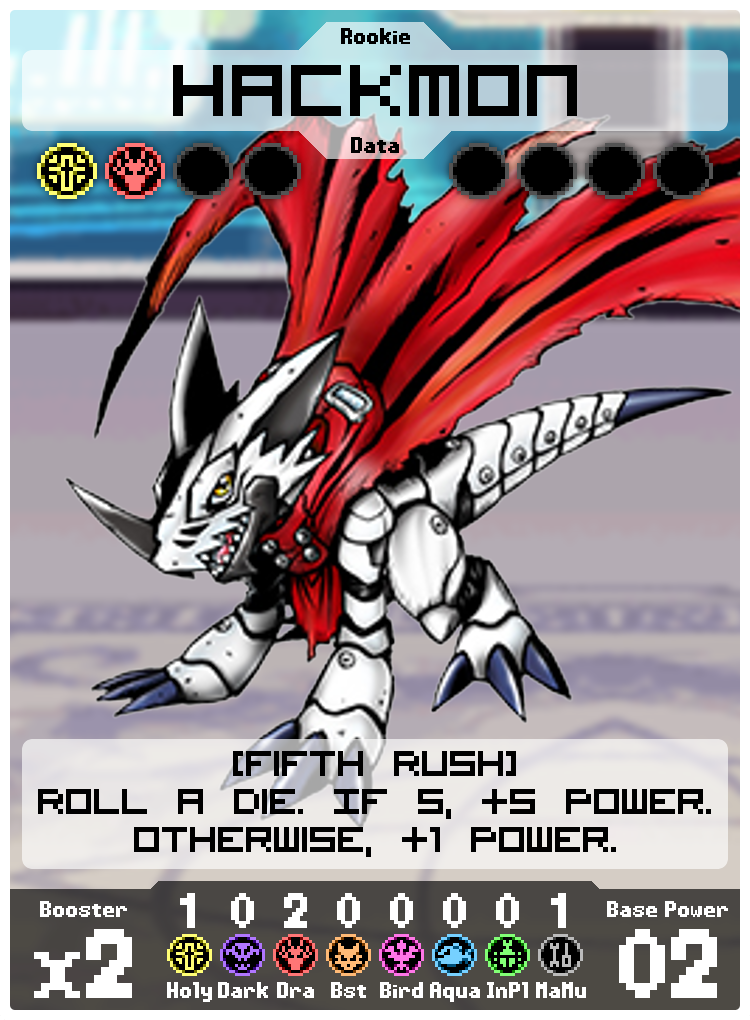 Rookie
HACKMON
Data
[FIFTH RUSH]
ROLL A DIE. IF 5, +5 POWER.
OTHERWISE, +1 POWER.
Booster 1 0 2 0 0 0 0 1 Base Power
x2 02
Holy Dark Dra Bst Bird Aqua InPl MaMu